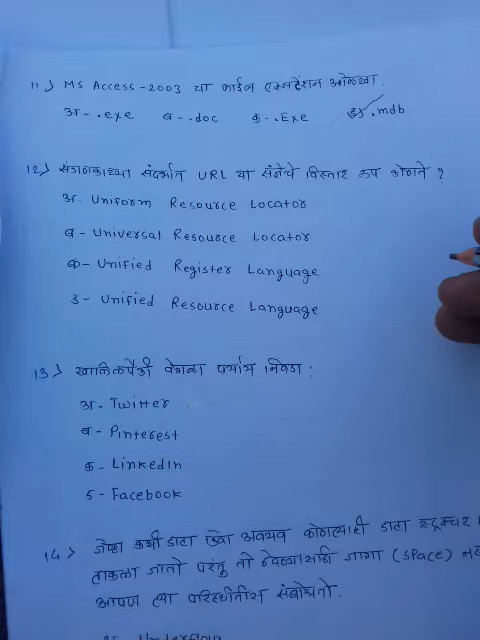 11) MS Access-2003 या फाईल एक्सटेंशन ओळखा.
अ - .exe ब - .doc क - .Exe ड .mdb
12) संगणकाच्या संदर्भात URL या संज्ञेचे विस्तार रूप कोणते ?
अ. Uniform Resource Locator
ब - Universal Resource Locator
क - Unified Register Language
ड - Unified Resource Language
13) खालिलपैकी वेगळा पर्याय निवडा :
अ - Twitter
ब - Pinterest
क - LinkedIn
ड - Facebook
14) जेव्हा कधी डाटा किंवा अवयव कोणत्याही डाटा स्ट्रक्चर
टाकला जातो परंतु तो ठेवण्यासाठी जागा (Space)
आपण त्या परिस्थीतीस संबोधतो.
Underflow